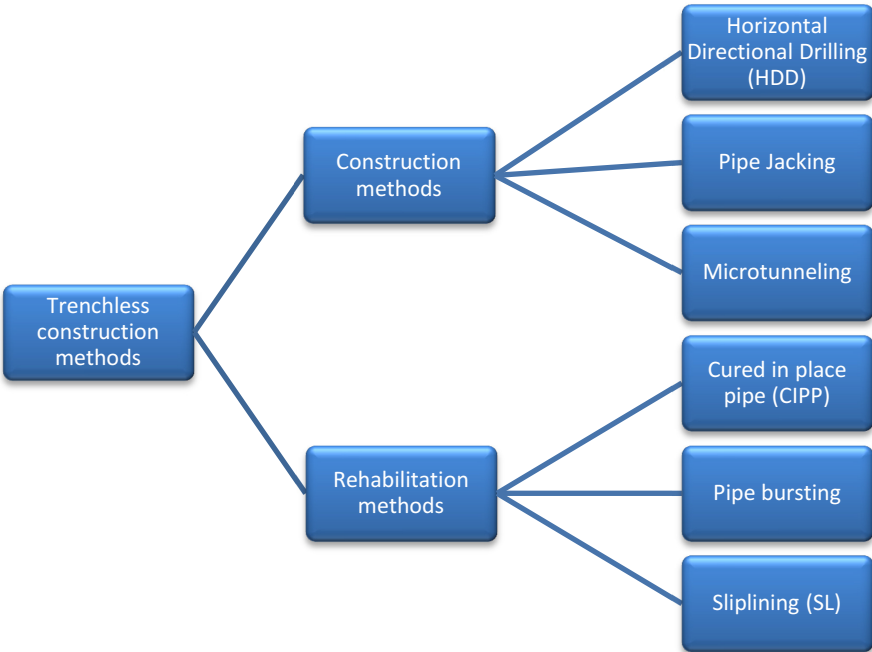 Trenchless
construction
methods
Construction
methods
Horizontal
Directional Drilling
(HDD)
Pipe Jacking
Microtunneling
Rehabilitation
methods
Cured in place
pipe (CIPP)
Pipe bursting
Sliplining (SL)